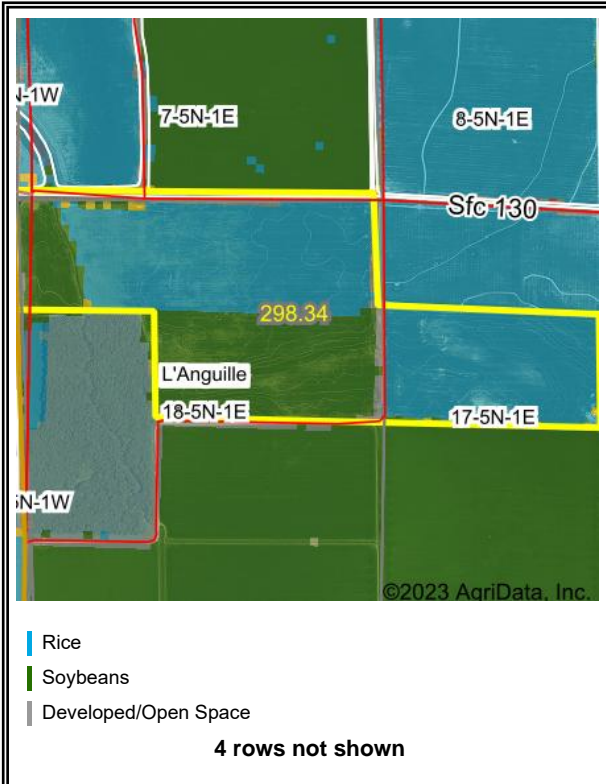 N-1W
7-5N-1E
8-5N-1E
Sfc 130
298.34
L'Anguille
18-5N-1E
17-5N-1E
5N-1W
©2023 AgriData, Inc.
Rice
Soybeans
Developed/Open Space
4 rows not shown